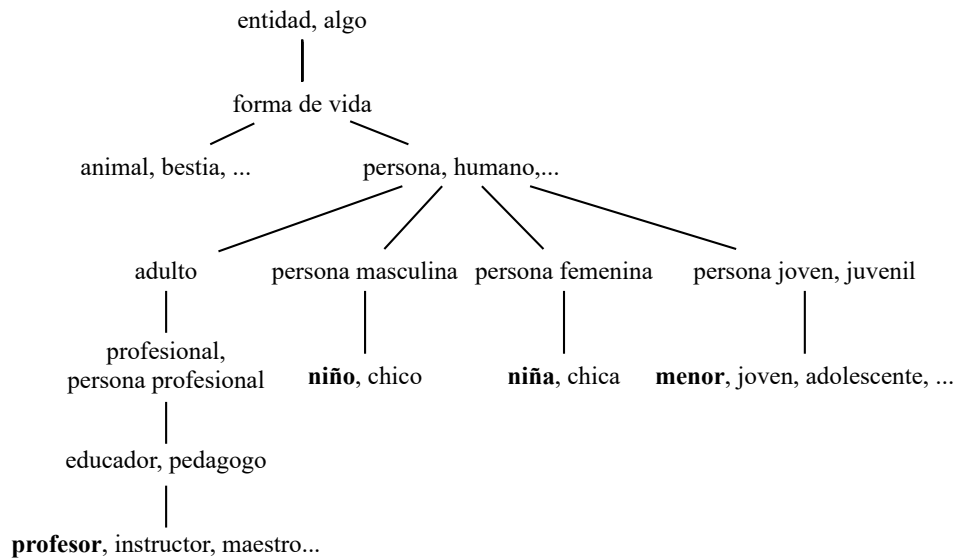 entidad, algo
forma de vida
animal, bestia, ...
persona, humano,...
adulto
persona masculina
persona femenina
persona joven, juvenil
profesional,
persona profesional
niño, chico
niña, chica
menor, joven, adolescente, ...
educador, pedagogo
profesor, instructor, maestro...